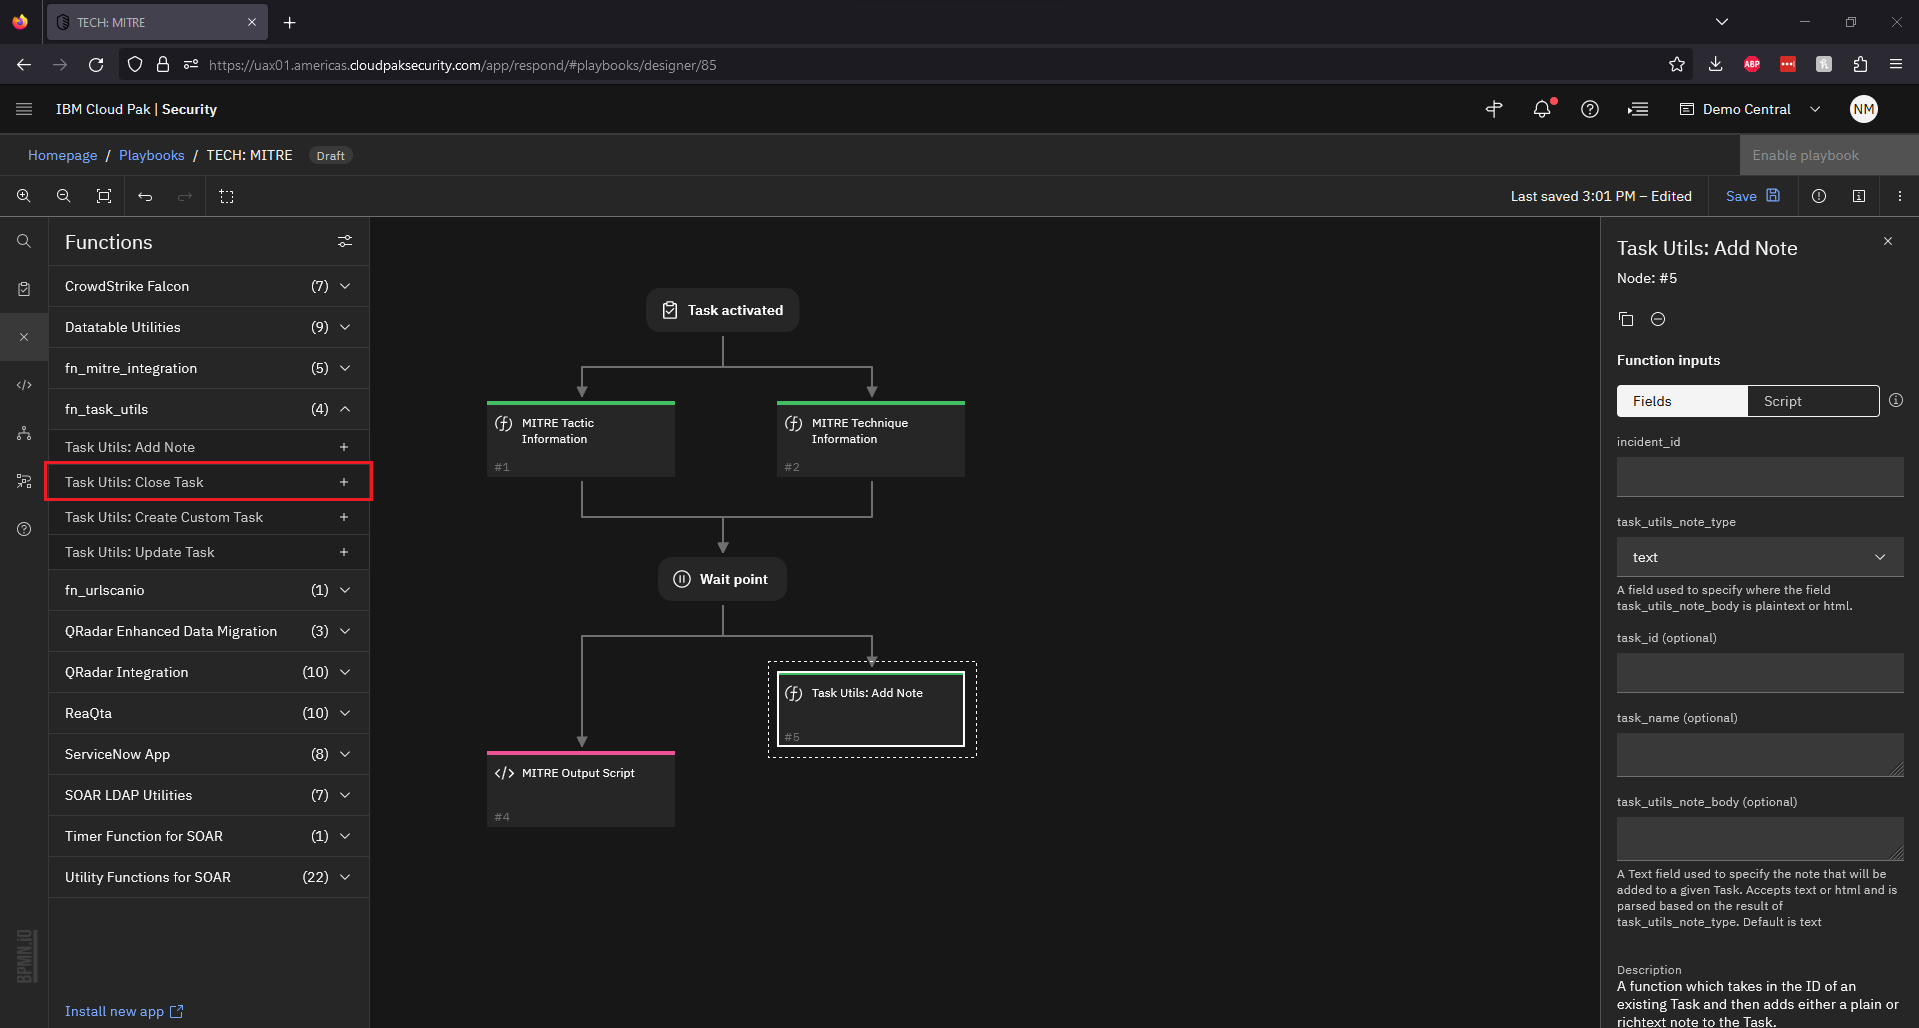 TECH: MITRE
https://uax01.americas.cloudpaksecurity.com/app/respond/#playbooks/designer/85
ABP
IBM Cloud Pak | Security
Demo Central
NM
Homepage / Playbooks / TECH: MITRE Draft
Enable playbook
Last saved 3:01 PM – Edited
Save
Functions
CrowdStrike Falcon (7)
Datatable Utilities (9)
fn_mitre_integration (5)
fn_task_utils (4)
Task Utils: Add Note +
Task Utils: Close Task +
Task Utils: Create Custom Task +
Task Utils: Update Task +
fn_urlscanio (1)
QRadar Enhanced Data Migration (3)
QRadar Integration (10)
ReaQta (10)
ServiceNow App (8)
SOAR LDAP Utilities (7)
Timer Function for SOAR (1)
Utility Functions for SOAR (22)
BPMN.iO
Install new app
Task activated
MITRE Tactic
Information
#1
MITRE Technique
Information
#2
Wait point
Task Utils: Add Note
#5
</> MITRE Output Script
#4
Task Utils: Add Note
Node: #5
Function inputs
Fields
Script
incident_id
task_utils_note_type
text
A field used to specify where the field
task_utils_note_body is plaintext or html.
task_id (optional)
task_name (optional)
task_utils_note_body (optional)
A Text field used to specify the note that will be
added to a given Task. Accepts text or html and is
parsed based on the result of
task_utils_note_type. Default is text
Description
A function which takes in the ID of an
existing Task and then adds either a plain or
richtext note to the Task.